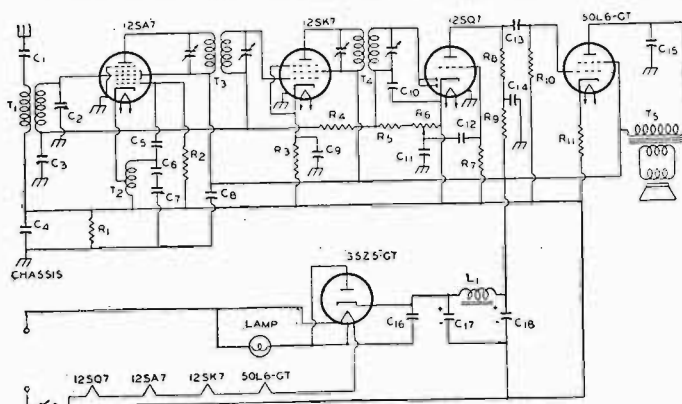 12SA7
12SK7
12SQ7
50L6-GT
C1
T1
C2
C3
C4
R1
CHASSIS
T2
C5
C6
C7
R2
T3
C8
R3
C9
R4
T4
C10
R5
R6
C11
C12
R7
R8
R9
C13
C14
R10
R11
C15
T5
35Z5-GT
LAMP
C16
+
-
C17
L1
+
-
C18
12SQ7
12SA7
12SK7
50L6-GT